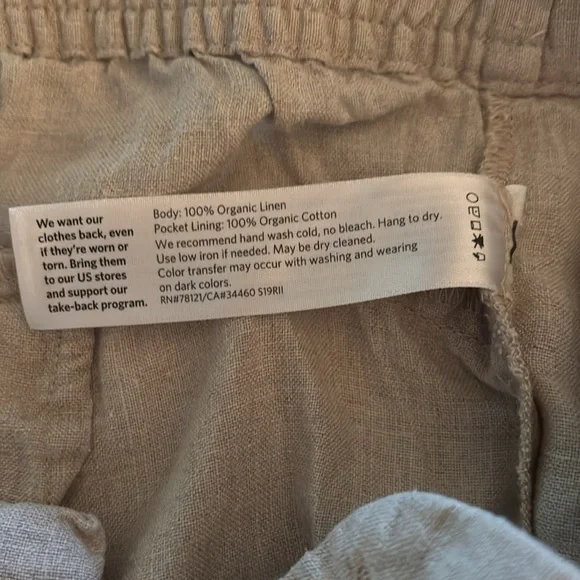 We want our
clothes back, even
if they're worn or
torn. Bring them
to our US stores
and support our
take-back program.
Body: 100% Organic Linen
Pocket Lining: 100% Organic Cotton
We recommend hand wash cold, no bleach. Hang to dry.
Use low iron if needed. May be dry cleaned.
Color transfer may occur with washing and wearing
on dark colors.
RN#78121/CA#34460 S19RII